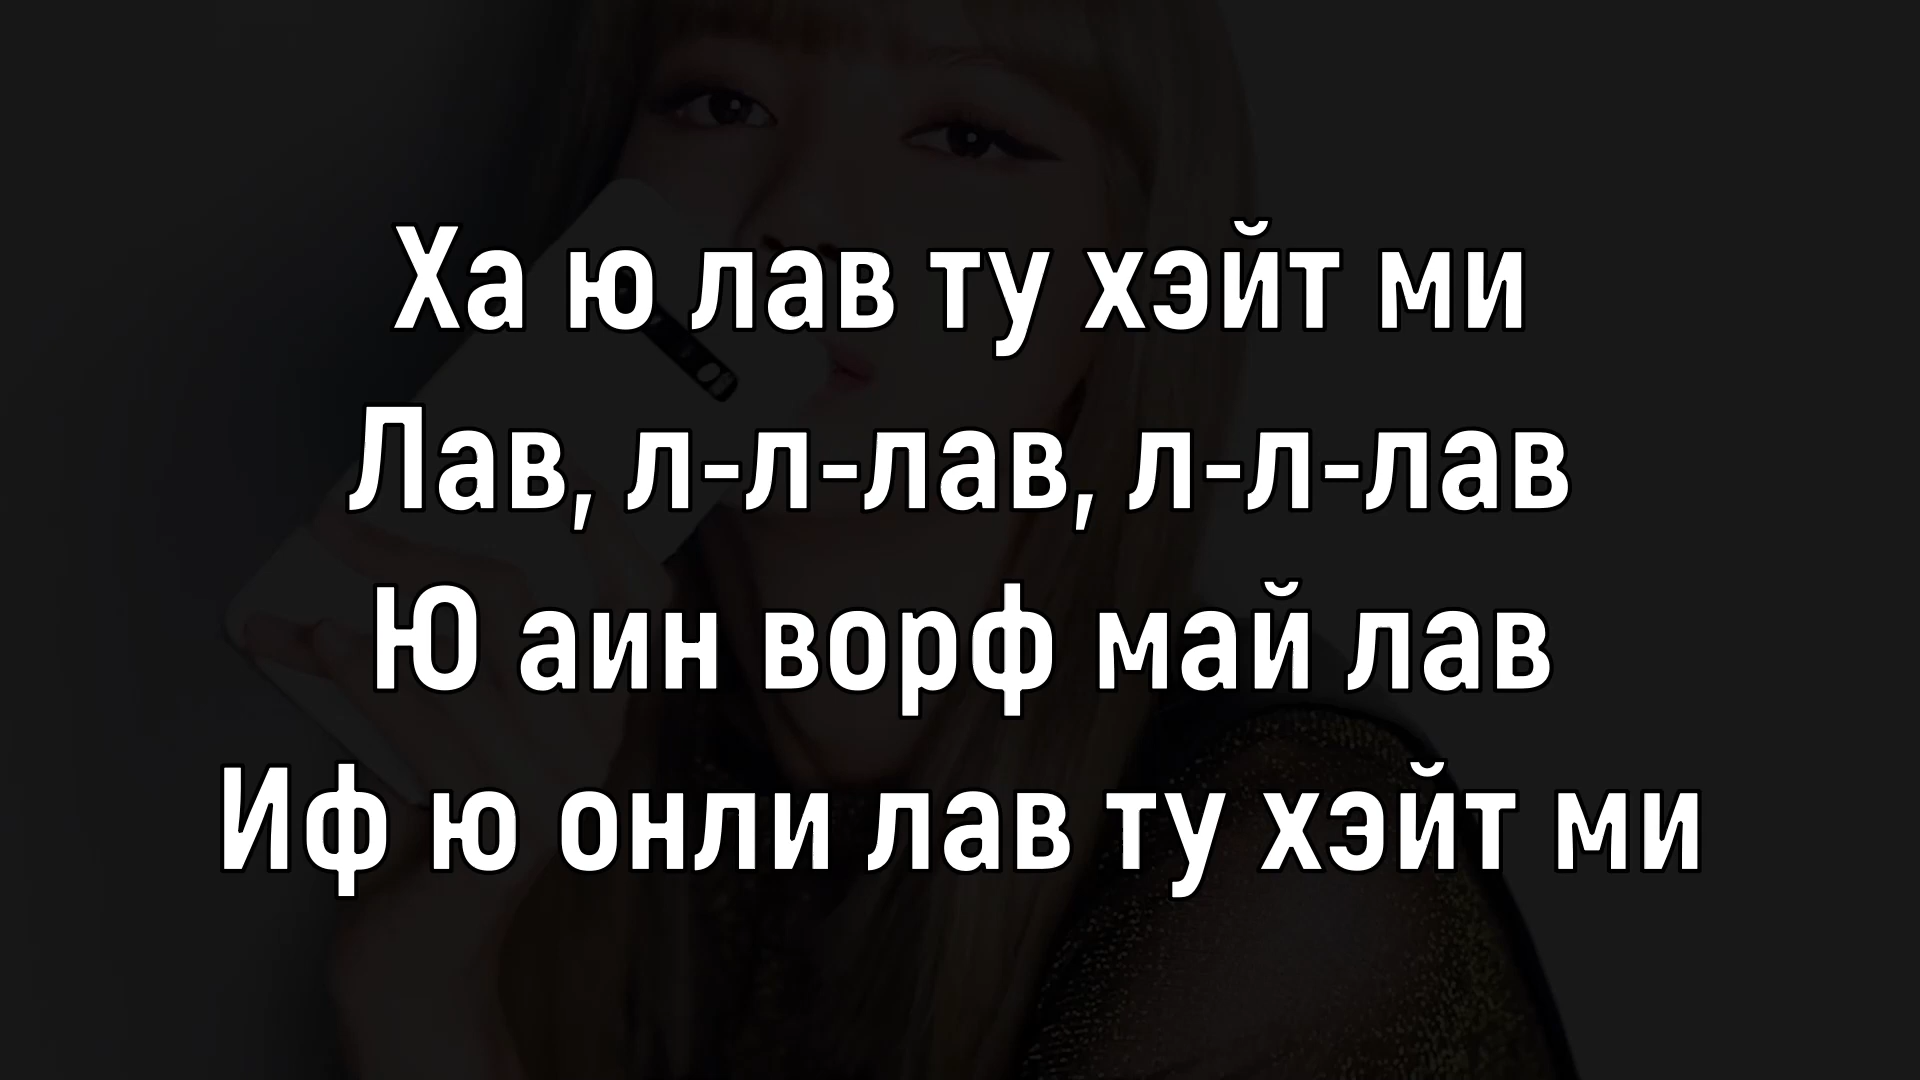 Ха ю лав ту хэйт ми
Лав, л-л-лав, л-л-лав
Ю аин ворф май лав
Иф ю онли лав ту хэйт ми